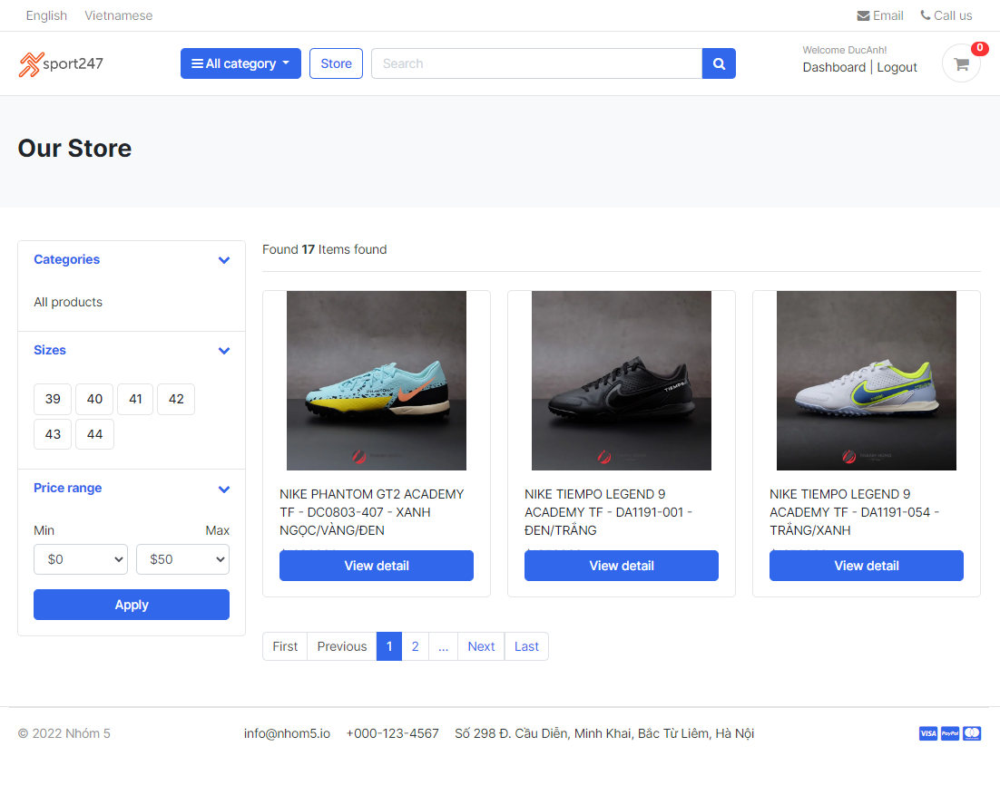 English Vietnamese Email Call us
sport247 All category Store Search Welcome DucAnh! Dashboard | Logout 0
Our Store
Categories
All products
Sizes
39 40 41 42
43 44
Price range
Min Max
$0 $50
Apply
Found 17 Items found
NIKE PHANTOM GT2 ACADEMY
TF - DC0803-407 - XANH
NGỌC/VÀNG/ĐEN
View detail
TIEMPO
NIKE TIEMPO LEGEND 9
ACADEMY TF - DA1191-001 -
ĐEN/TRẮNG
View detail
NIKE TIEMPO LEGEND 9
ACADEMY TF - DA1191-054 -
TRẮNG/XANH
View detail
First Previous 1 2 ... Next Last
© 2022 Nhóm 5 info@nhom5.io +000-123-4567 Số 298 Đ. Cầu Diễn, Minh Khai, Bắc Từ Liêm, Hà Nội VISA PayPal